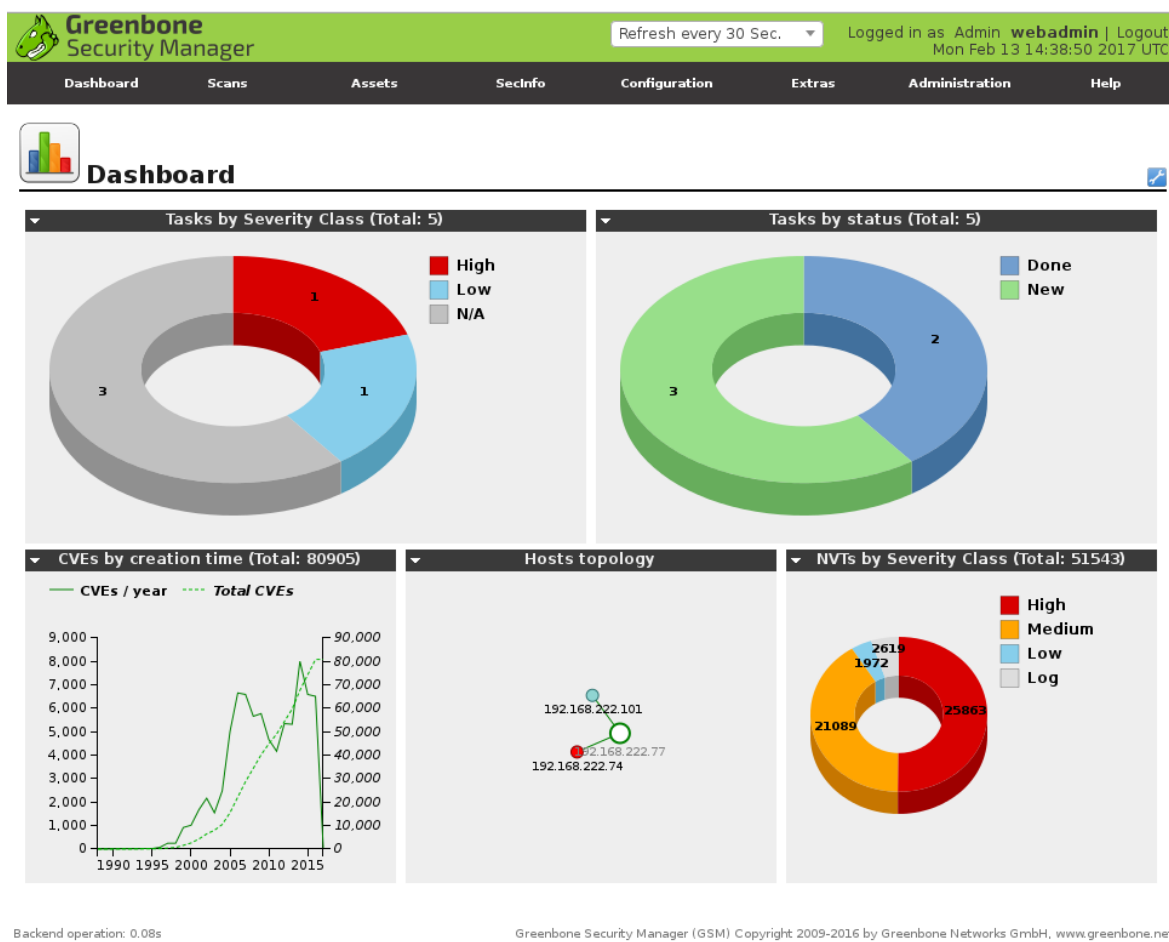 Greenbone
Security Manager
Refresh every 30 Sec.
Logged in as Admin webadmin | Logout
Mon Feb 13 14:38:50 2017 UTC
Dashboard Scans Assets SecInfo Configuration Extras Administration Help
Dashboard
Tasks by Severity Class (Total: 5)
High
Low
N/A
1
1
3
Tasks by status (Total: 5)
Done
New
2
3
CVEs by creation time (Total: 80905)
CVEs / year Total CVEs
9,000 90,000
8,000 80,000
7,000 70,000
6,000 60,000
5,000 50,000
4,000 40,000
3,000 30,000
2,000 20,000
1,000 10,000
0 0
1990 1995 2000 2005 2010 2015
Hosts topology
192.168.222.101
192.168.222.77
192.168.222.74
NVTs by Severity Class (Total: 51543)
High
Medium
Low
Log
2619
1972
25863
21089
Backend operation: 0.08s
Greenbone Security Manager (GSM) Copyright 2009-2016 by Greenbone Networks GmbH, www.greenbone.ne